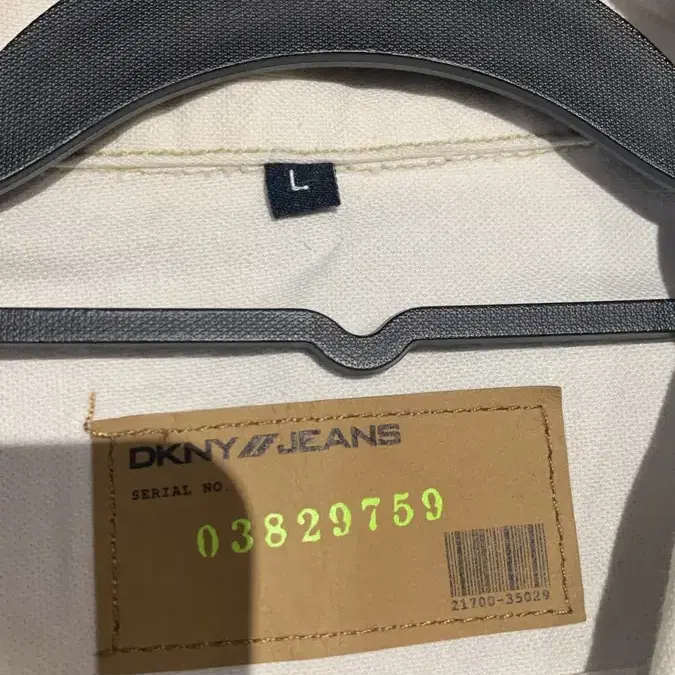 L
DKNY JEANS
SERIAL NO.
03829759
21700-35029